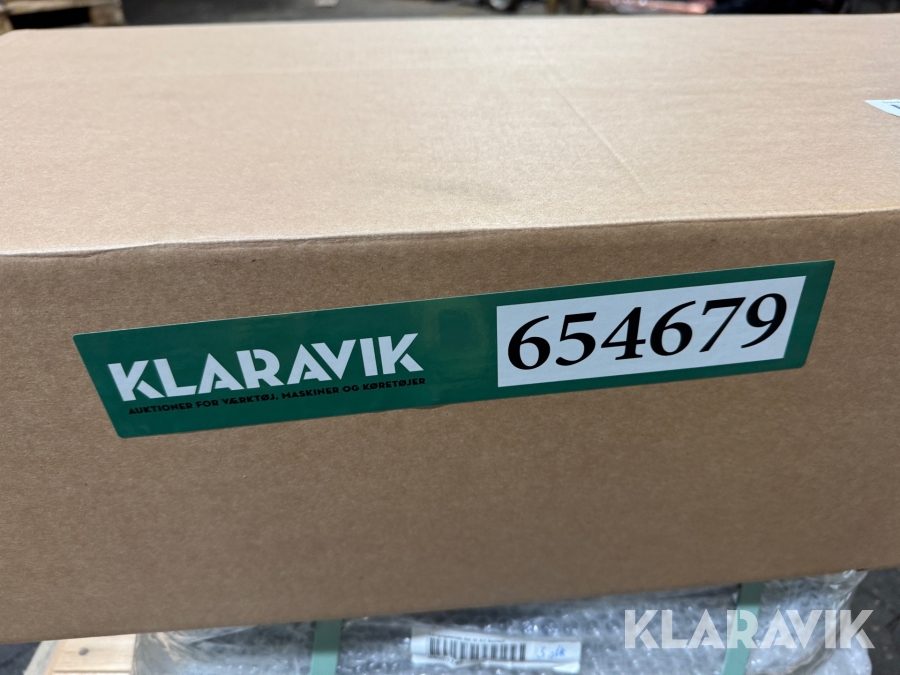 KLARAVIK
AUKTIONER FOR VÆRKTØJ, MASKINER OG KØRETØJER
654679
KLARAVIK